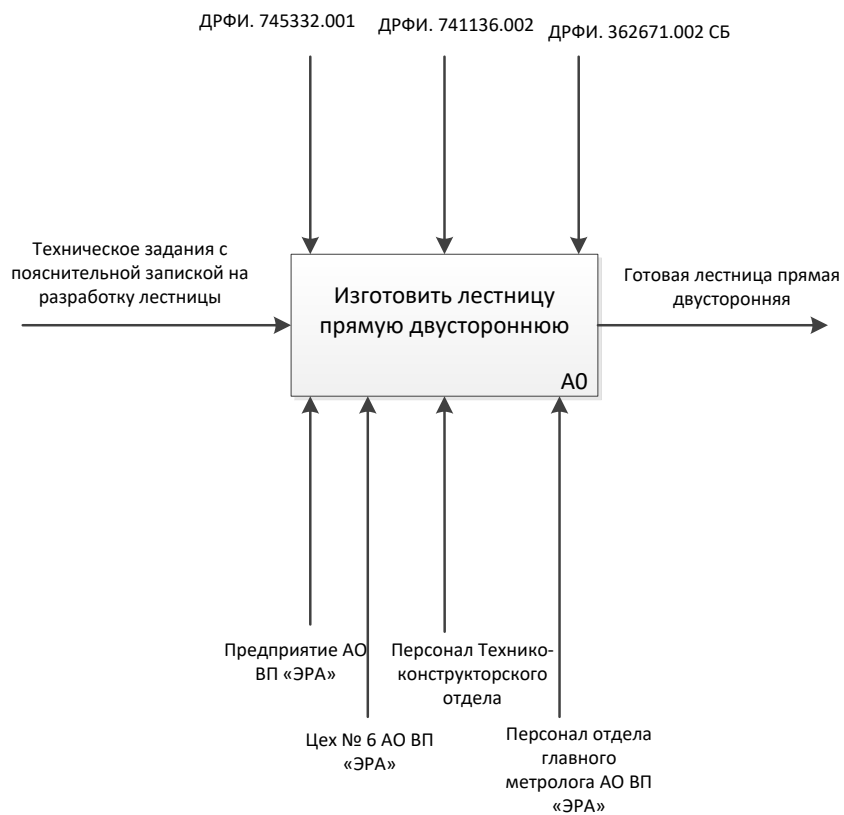 ДРФИ. 745332.001
ДРФИ. 741136.002
ДРФИ. 362671.002 СБ
Техническое задания с
пояснительной запиской на
разработку лестницы
Изготовить лестницу
прямую двустороннюю
А0
Готовая лестница прямая
двусторонняя
Предприятие АО
ВП «ЭРА»
Персонал Технико-
конструкторского
отдела
Цех № 6 АО ВП
«ЭРА»
Персонал отдела
главного
метролога АО ВП
«ЭРА»